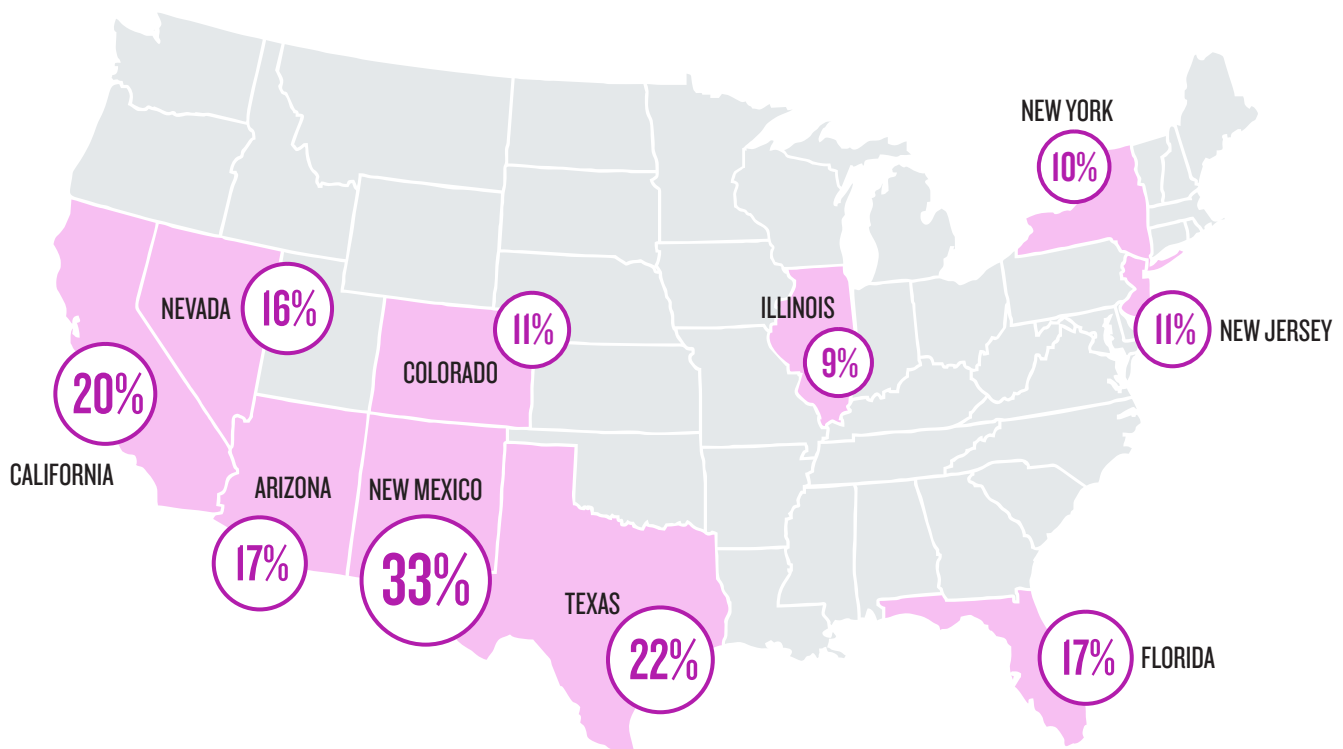 NEW YORK
10%
NEVADA
16%
COLORADO
11%
ILLINOIS
9%
11%
NEW JERSEY
20%
CALIFORNIA
ARIZONA
17%
NEW MEXICO
33%
TEXAS
22%
17%
FLORIDA